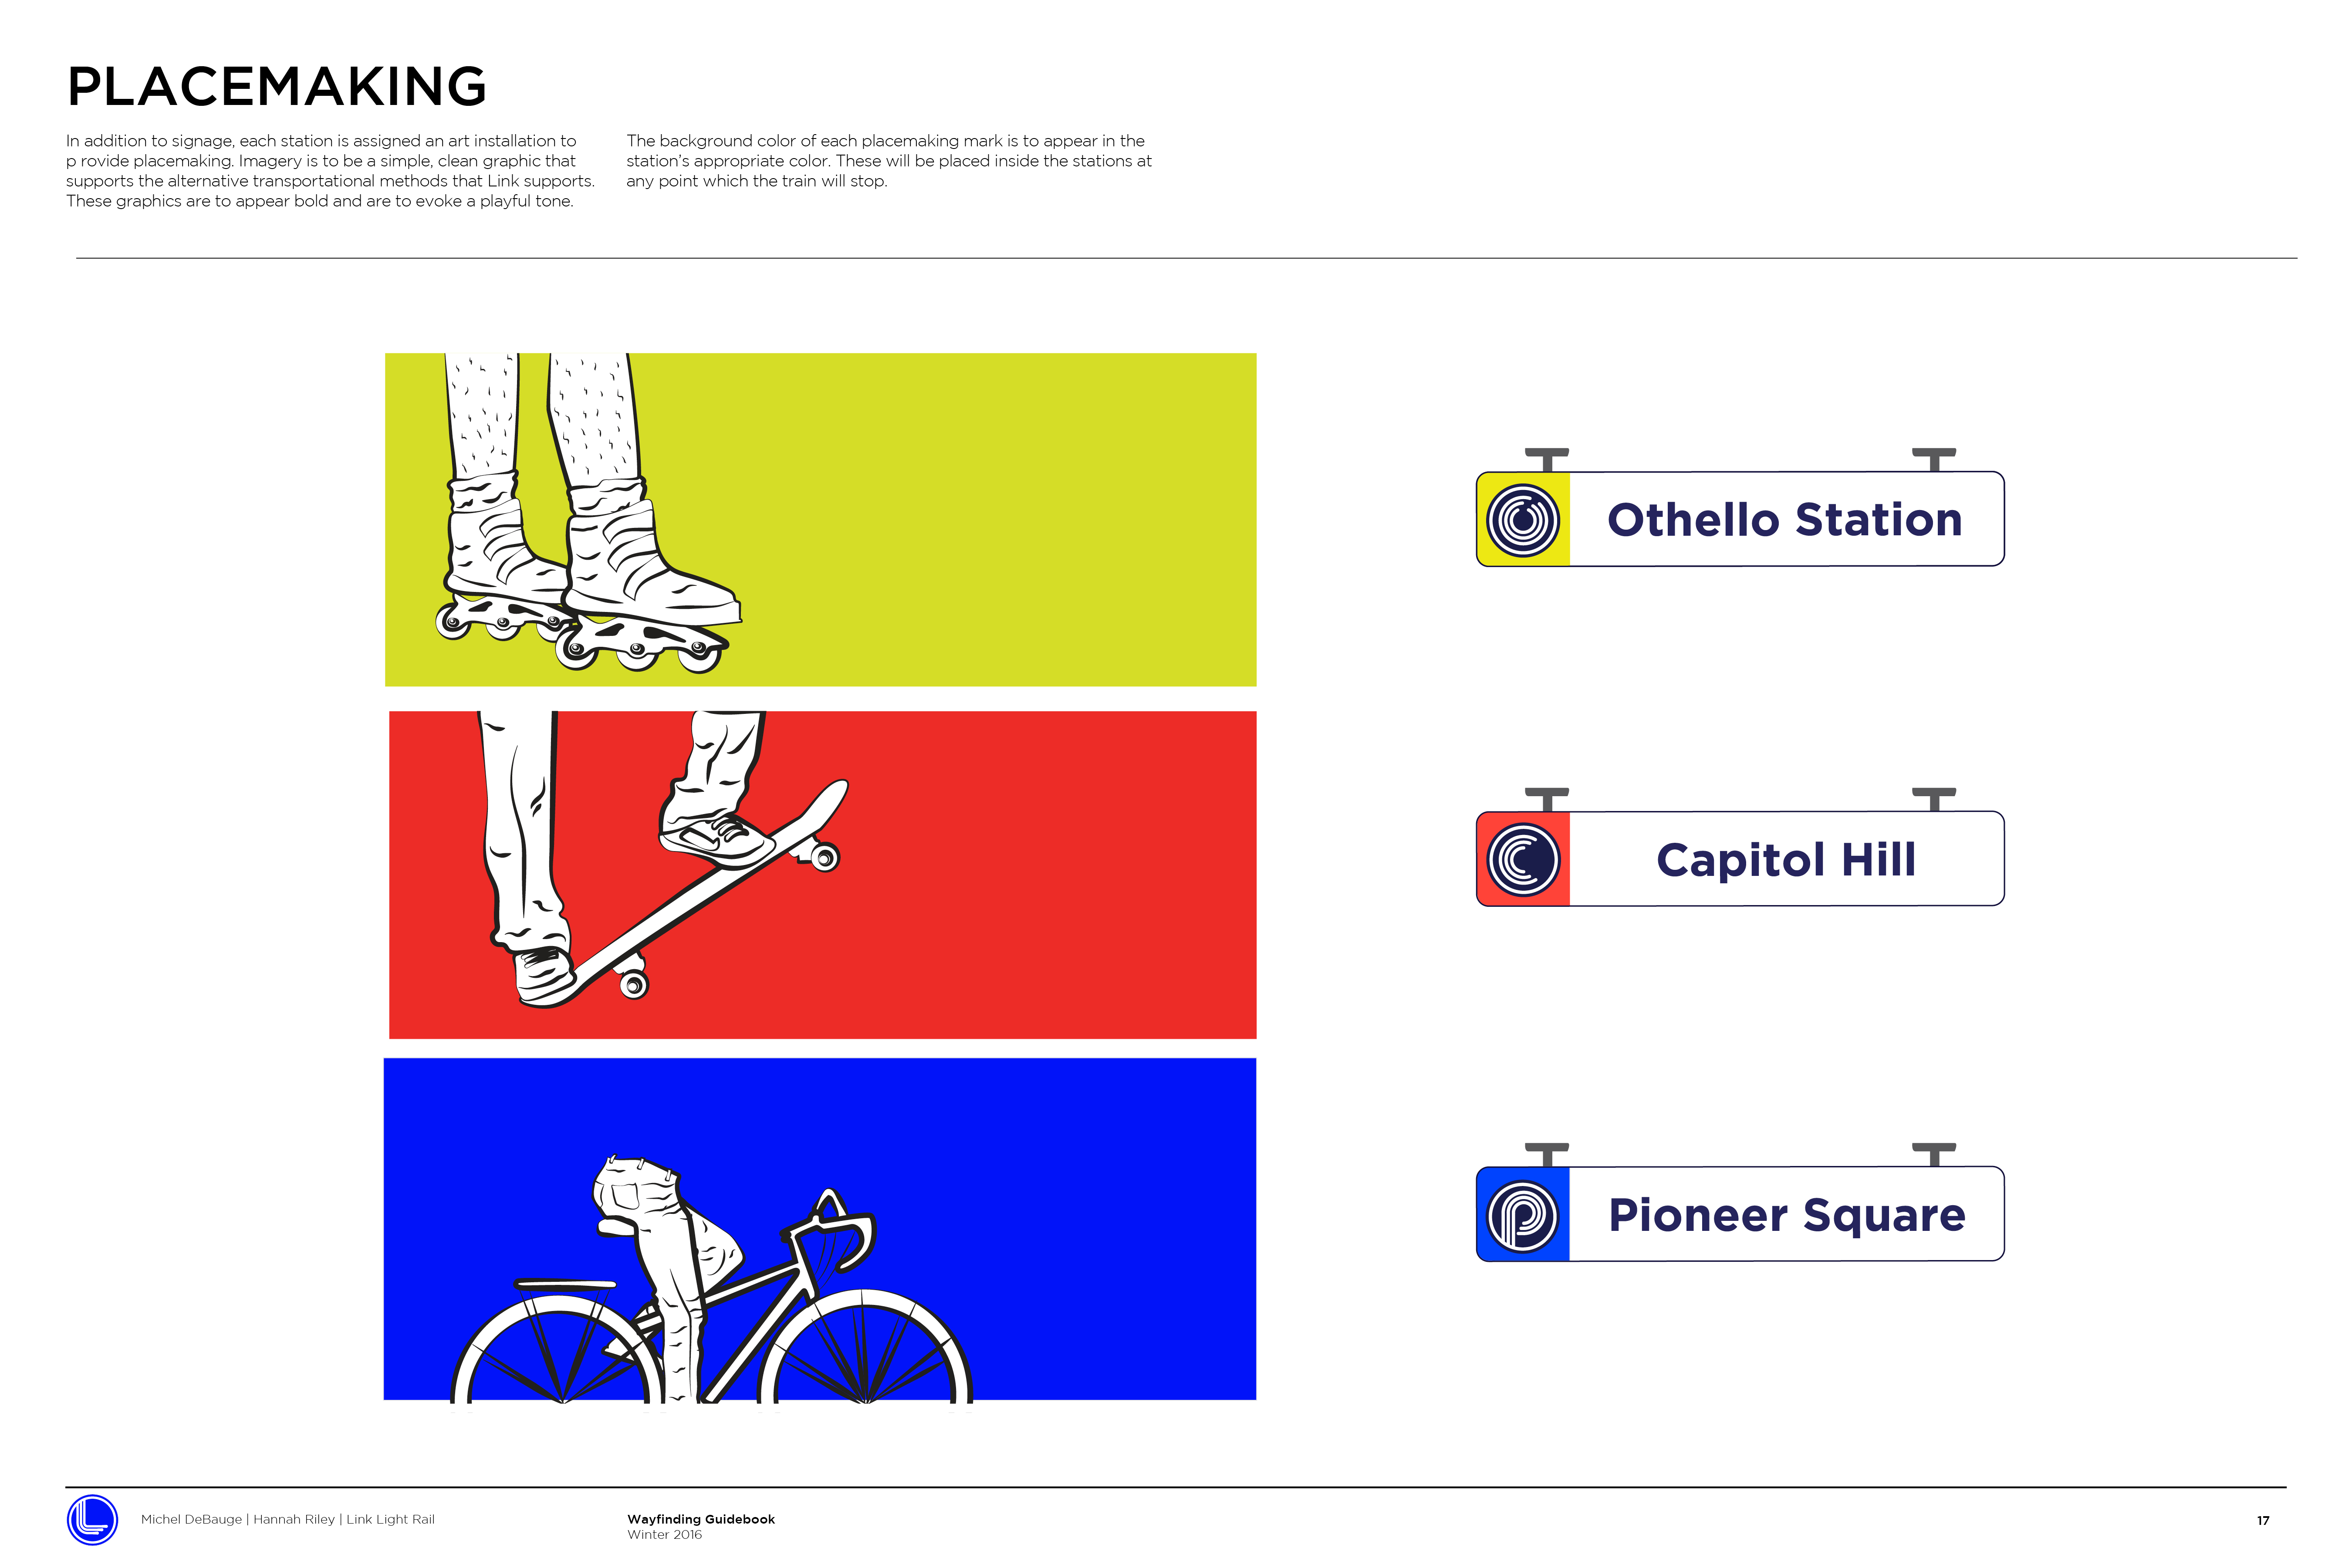 PLACEMAKING
In addition to signage, each station is assigned an art installation to
p rovide placemaking. Imagery is to be a simple, clean graphic that
supports the alternative transportational methods that Link supports.
These graphics are to appear bold and are to evoke a playful tone.
The background color of each placemaking mark is to appear in the
station’s appropriate color. These will be placed inside the stations at
any point which the train will stop.
Othello Station
Capitol Hill
Pioneer Square
Michel DeBauge | Hannah Riley | Link Light Rail
Wayfinding Guidebook
Winter 2016
17